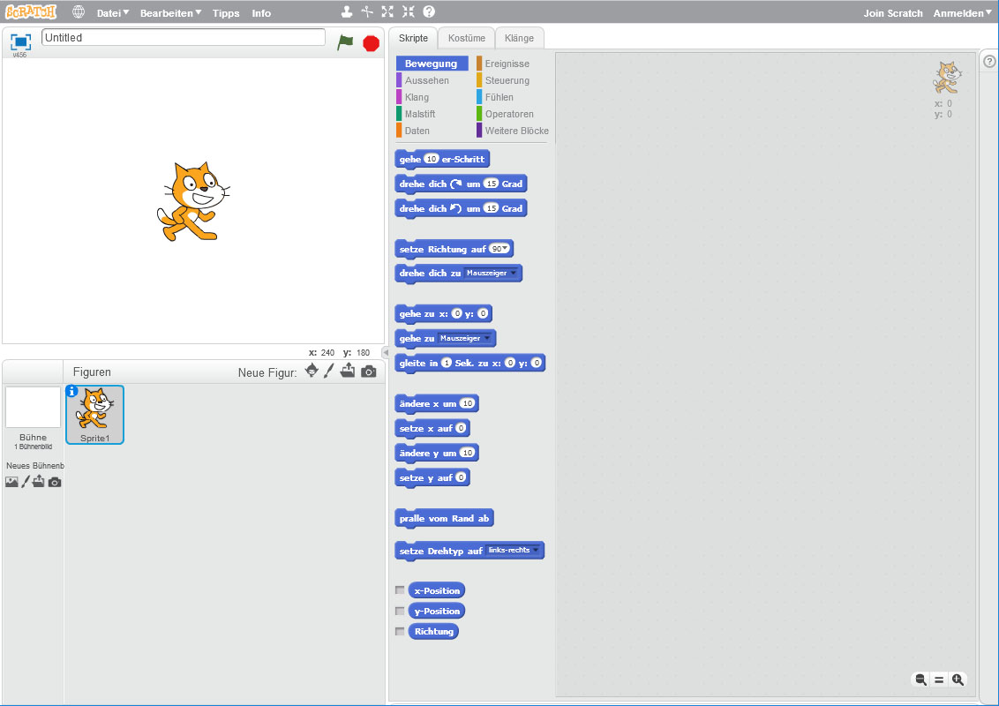 SCRATCH Datei Bearbeiten Tipps Info Join Scratch Anmelden
v456
Untitled
Skripte Kostüme Klänge
Bewegung Ereignisse
Aussehen Steuerung
Klang Fühlen
Malstift Operatoren
Daten Weitere Blöcke
x: 0
y: 0
gehe 10 er-Schritt
drehe dich um 15 Grad
drehe dich um 15 Grad
setze Richtung auf 90
drehe dich zu Mauszeiger
gehe zu x: 0 y: 0
gehe zu Mauszeiger
gleite in 1 Sek. zu x: 0 y: 0
ändere x um 10
setze x auf 0
ändere y um 10
setze y auf 0
pralle vom Rand ab
setze Drehtyp auf links-rechts
x-Position
y-Position
Richtung
x: 240 y: 180
Figuren Neue Figur:
Sprite1
Bühne
1 Bühnenbild
Neues Bühnenb